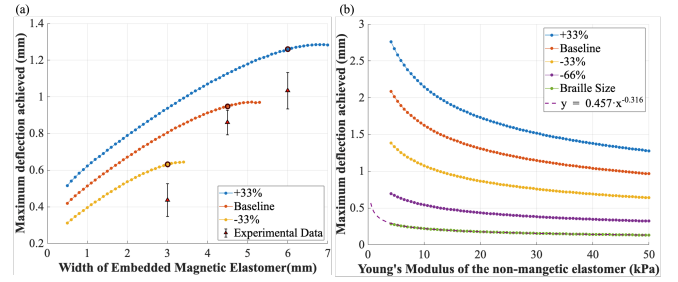 (a)
Maximum deflection achieved (mm)
1.4
1.2
1
0.8
0.6
0.4
0.2
0 1 2 3 4 5 6 7
Width of Embedded Magnetic Elastomer(mm)
+33%
Baseline
-33%
Experimental Data
(b)
Maximum deflection achieved (mm)
3
2.5
2
1.5
1
0.5
0
0 10 20 30 40 50
Young's Modulus of the non-mangetic elastomer (kPa)
+33%
Baseline
-33%
-66%
Braille Size
y = 0.457·x-0.316